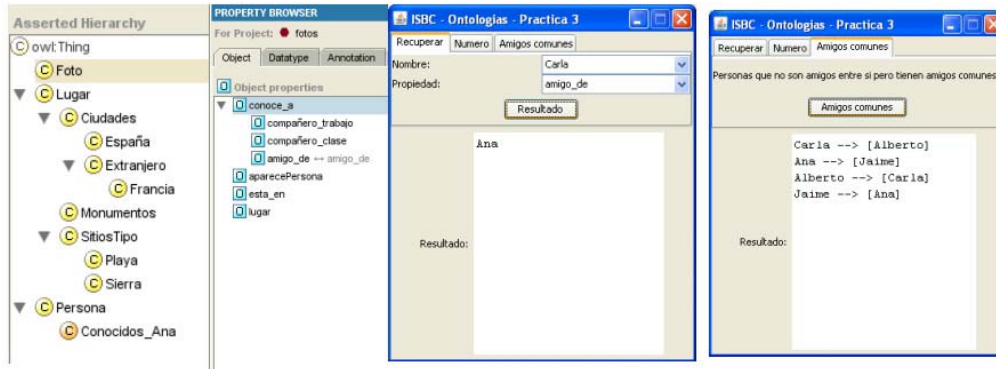 Asserted Hierarchy
owl:Thing
Foto
Lugar
Ciudades
España
Extranjero
Francia
Monumentos
SitiosTipo
Playa
Sierra
Persona
Conocidos_Ana
PROPERTY BROWSER
For Project: fotos
Object Datatype Annotation
Object properties
conoce_a
compañero_trabajo
compañero_clase
amigo_de ↔ amigo_de
aparecePersona
esta_en
lugar
ISBC - Ontologias - Practica 3
Recuperar Numero Amigos comunes
Nombre: Carla
Propiedad: amigo_de
Resultado
Ana
Resultado:
ISBC - Ontologias - Practica 3
Recuperar Numero Amigos comunes
Personas que no son amigos entre si pero tienen amigos comunes
Amigos comunes
Carla --> [Alberto]
Ana --> [Jaime]
Alberto --> [Carla]
Jaime --> [Ana]
Resultado: